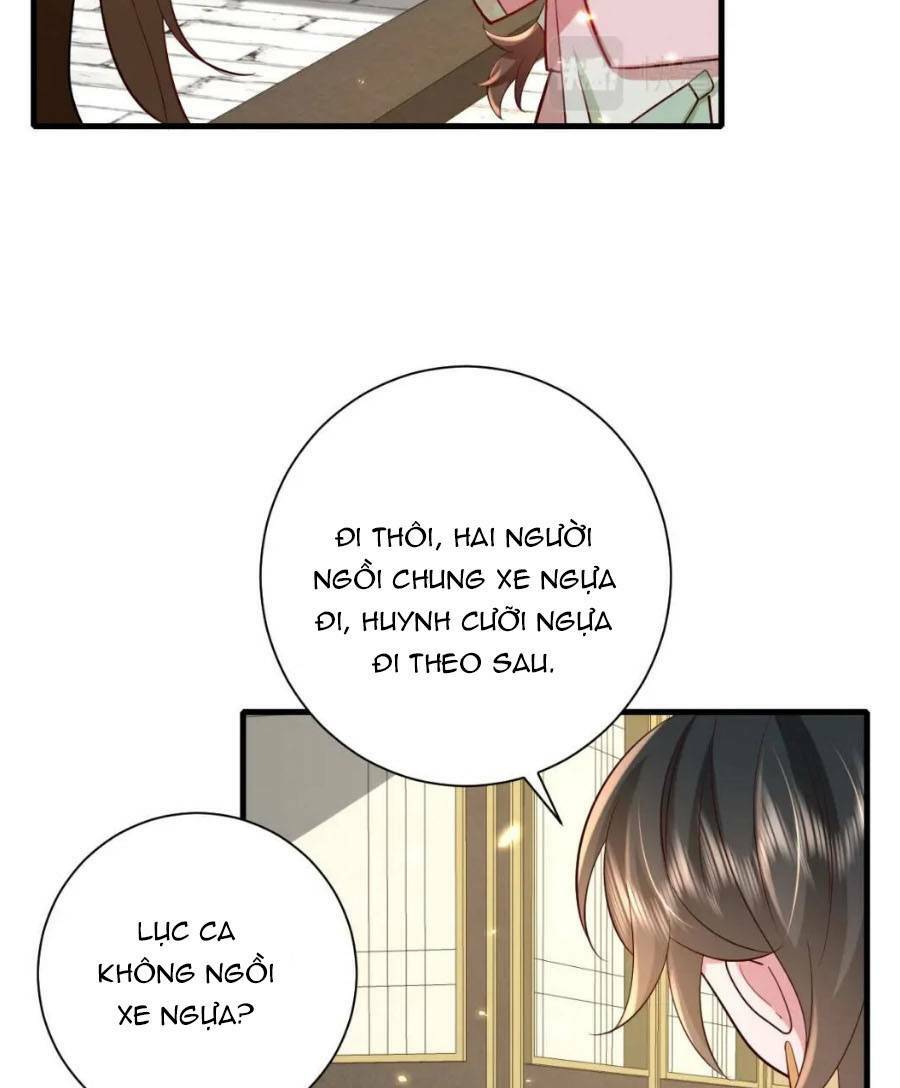 ĐI THÔI, HAI NGƯỜI
NGỒI CHUNG XE NGỰA
ĐI, HUYNH CƯỠI NGỰA
ĐI THEO SAU.
LỤC CA
KHÔNG NGỒI
XE NGỰA?